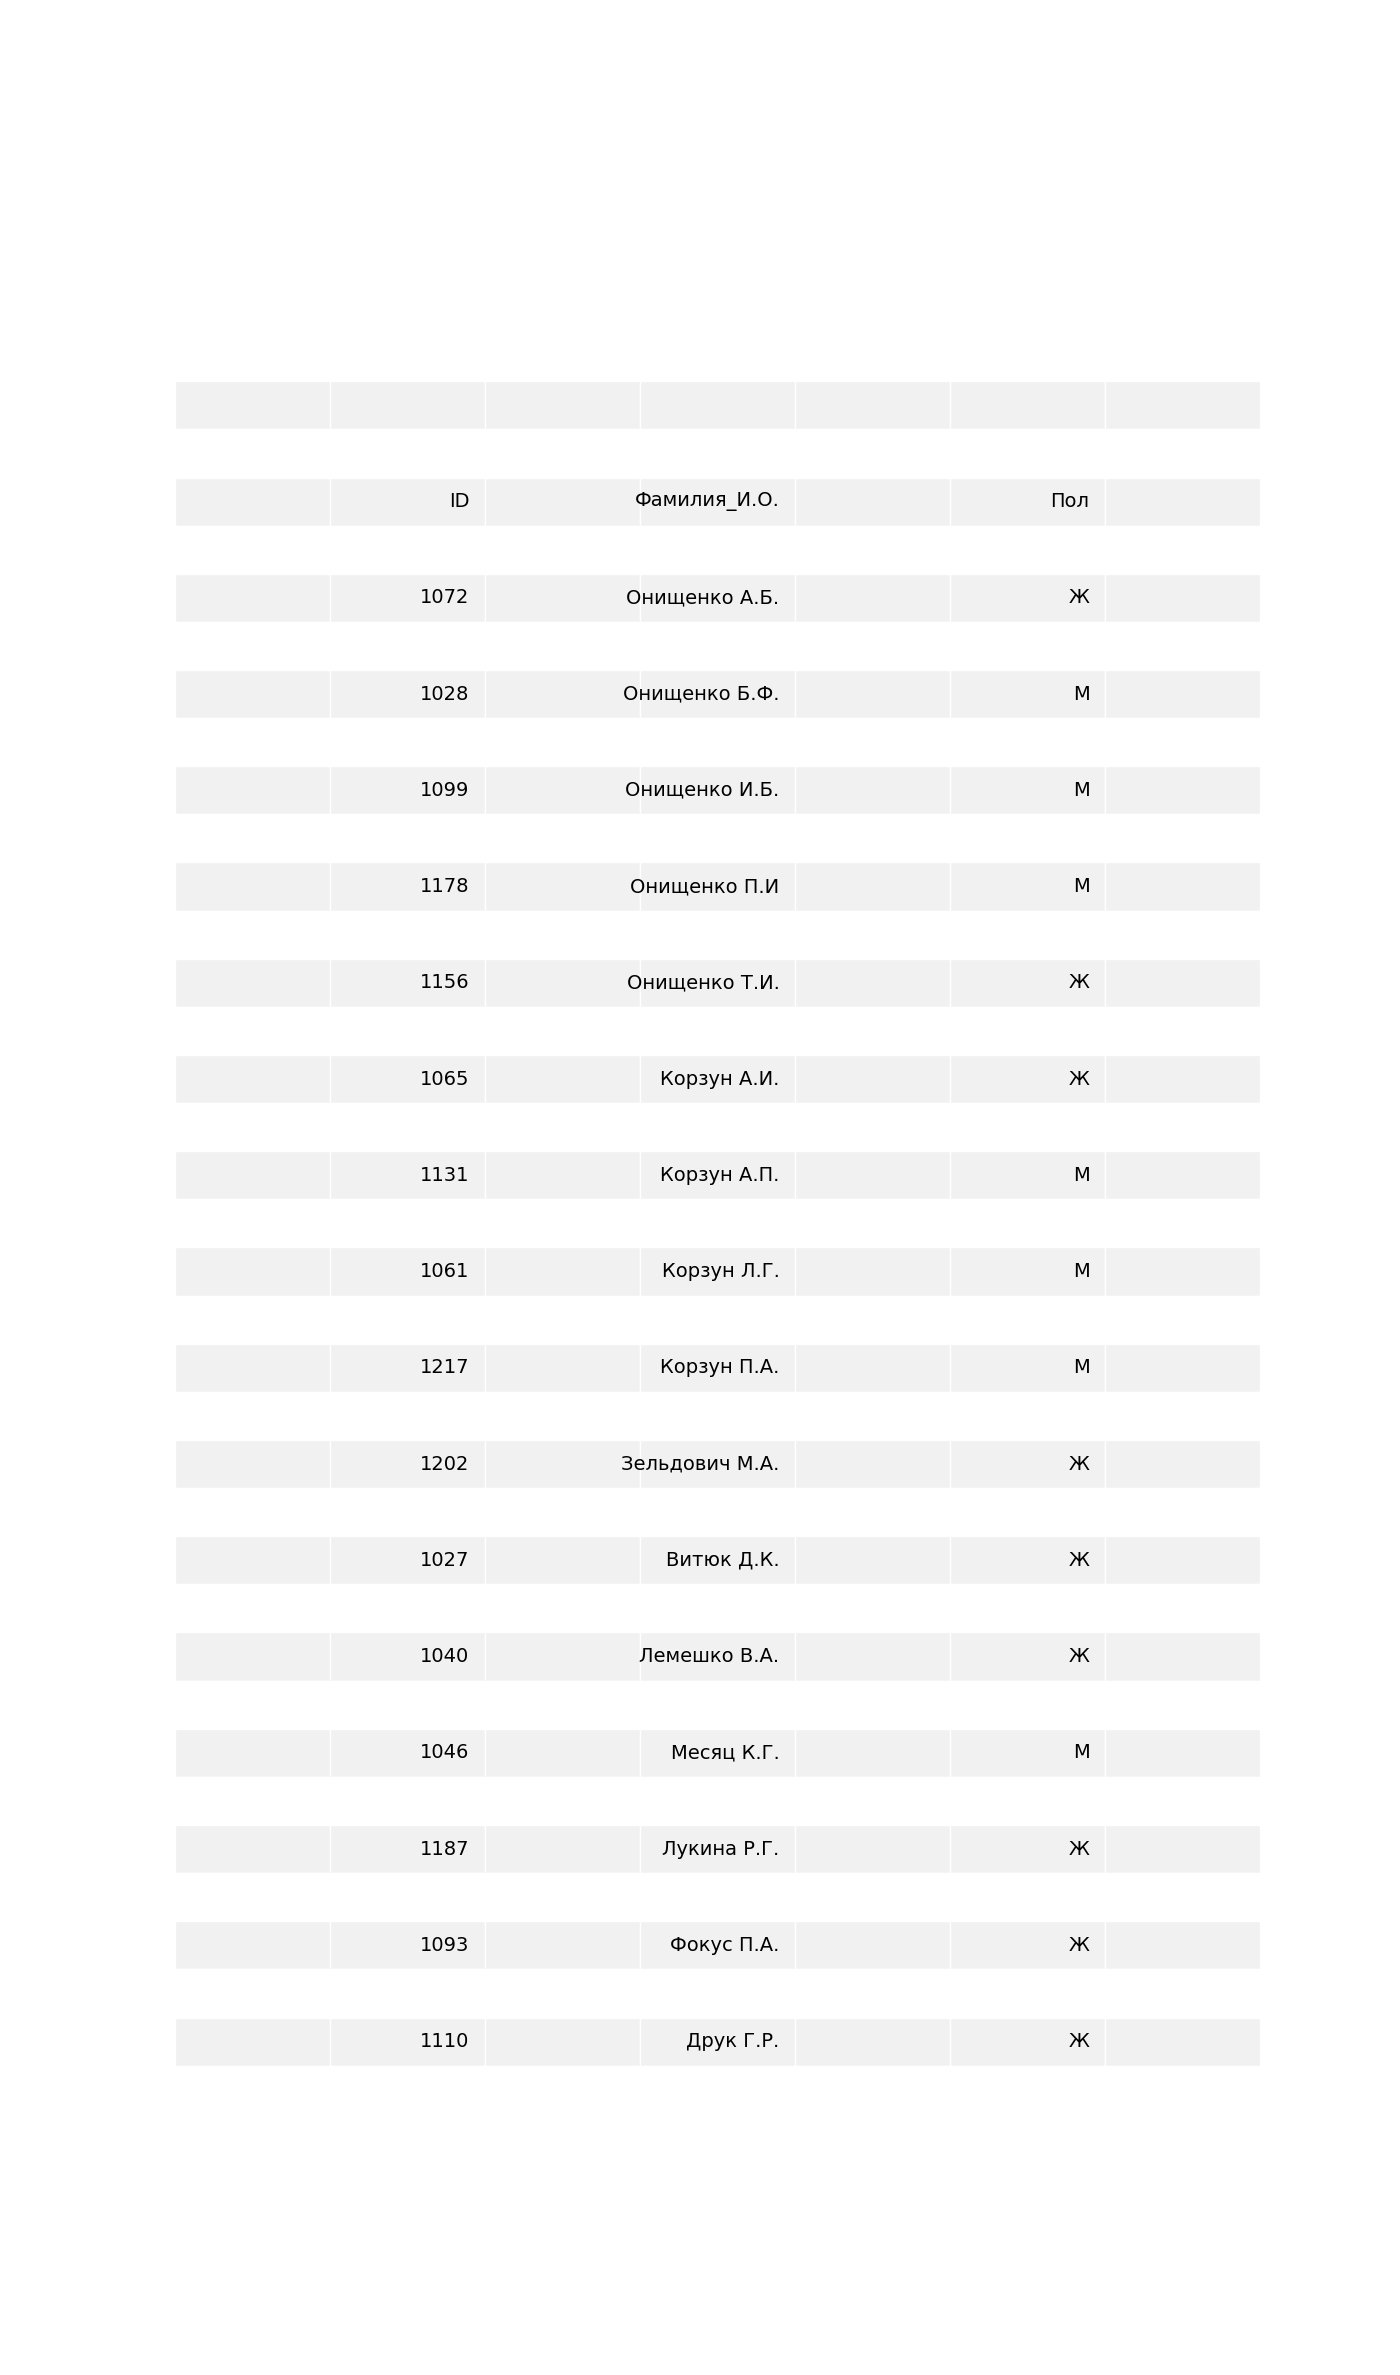 ID Фамилия_И.О. Пол
1072 Онищенко А.Б. Ж
1028 Онищенко Б.Ф. М
1099 Онищенко И.Б. М
1178 Онищенко П.И М
1156 Онищенко Т.И. Ж
1065 Корзун А.И. Ж
1131 Корзун А.П. М
1061 Корзун Л.Г. М
1217 Корзун П.А. М
1202 Зельдович М.А. Ж
1027 Витюк Д.К. Ж
1040 Лемешко В.А. Ж
1046 Месяц К.Г. М
1187 Лукина Р.Г. Ж
1093 Фокус П.А. Ж
1110 Друк Г.Р. Ж